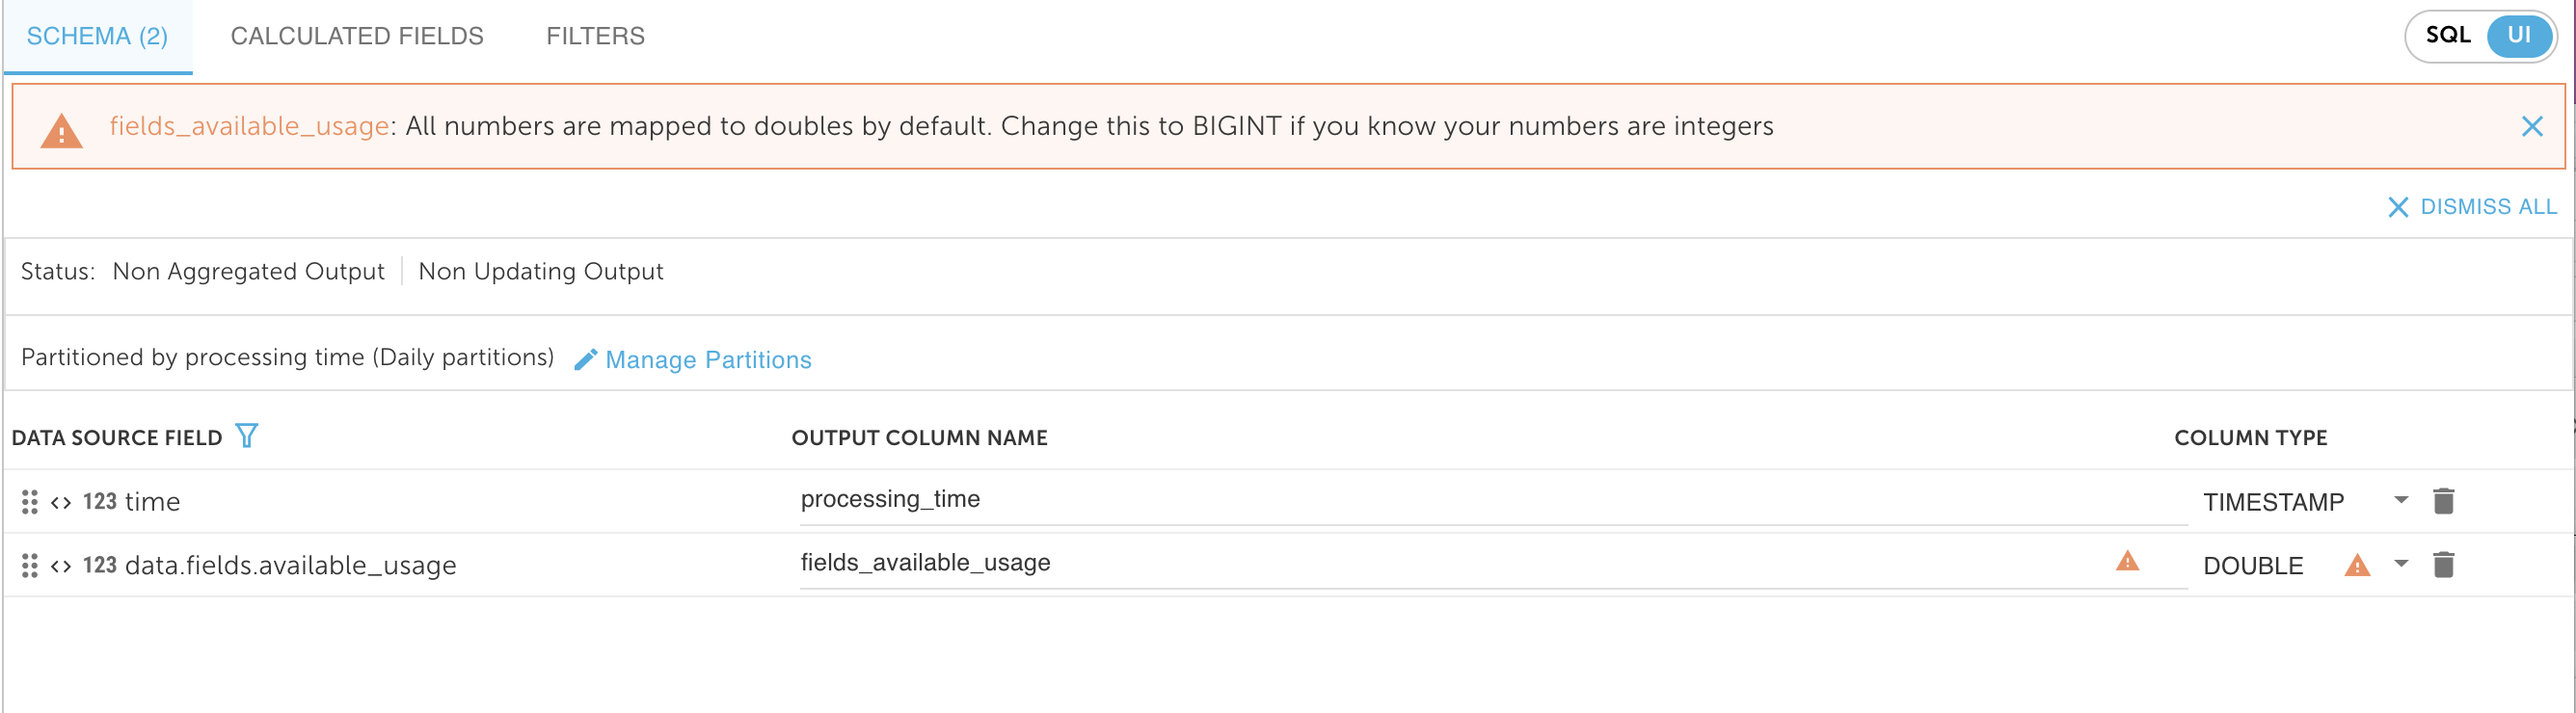 SCHEMA (2) CALCULATED FIELDS FILTERS SQL UI
fields_available_usage: All numbers are mapped to doubles by default. Change this to BIGINT if you know your numbers are integers
DISMISS ALL
Status: Non Aggregated Output Non Updating Output
Partitioned by processing time (Daily partitions) Manage Partitions
DATA SOURCE FIELD OUTPUT COLUMN NAME COLUMN TYPE
<> 123 time processing_time TIMESTAMP
<> 123 data.fields.available_usage fields_available_usage DOUBLE